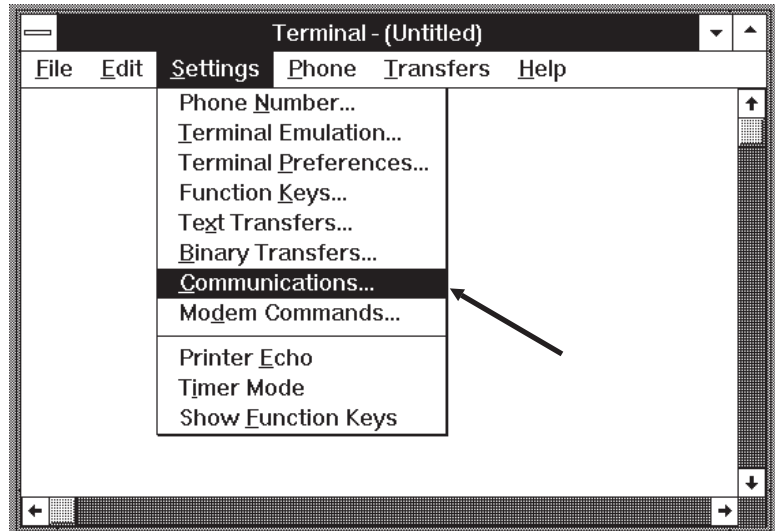 Terminal - (Untitled)
File Edit Settings Phone Transfers Help
Phone Number...
Terminal Emulation...
Terminal Preferences...
Function Keys...
Text Transfers...
Binary Transfers...
Communications...
Modem Commands...
Printer Echo
Timer Mode
Show Function Keys